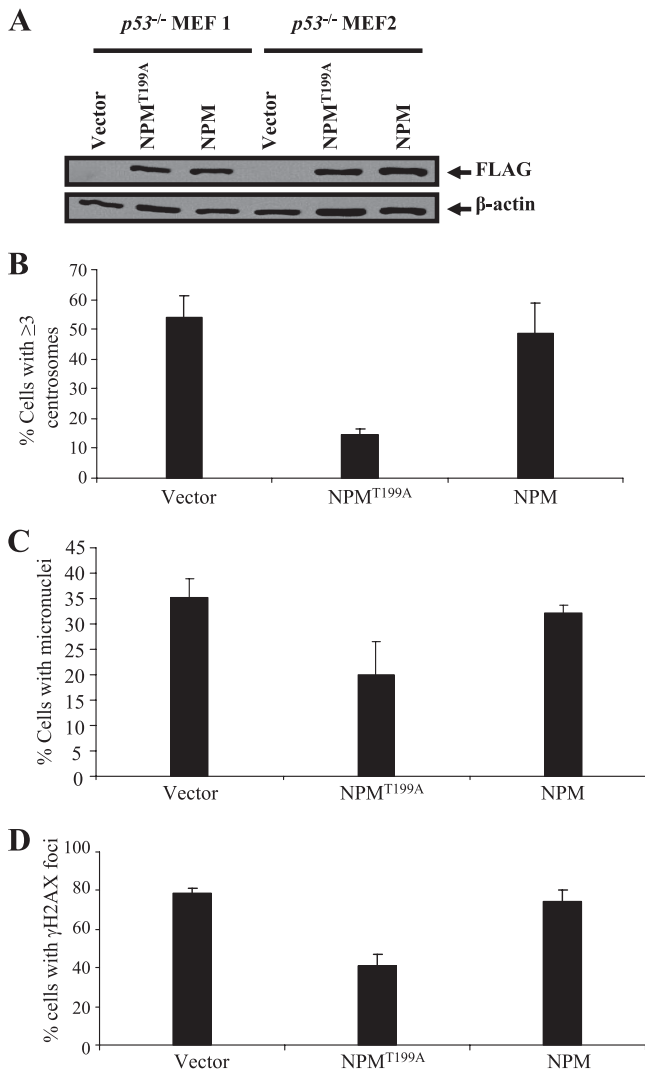 A
p53-/- MEF 1
p53-/- MEF2
Vector
NPMT199A
NPM
Vector
NPMT199A
NPM
FLAG
β-actin
B
% Cells with ≥3
centrosomes
70
60
50
40
30
20
10
0
Vector
NPMT199A
NPM
C
% Cells with micronuclei
45
35
35
30
20
25
15
10
5
0
Vector
NPMT199A
NPM
D
% cells with γH2AX foci
100
80
60
40
20
0
Vector
NPMT199A
NPM